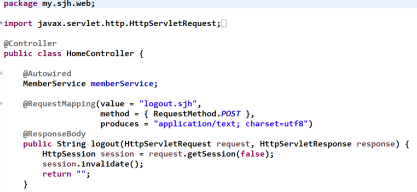 package my.sjh.web;
import javax.servlet.http.HttpServletRequest;
@Controller
public class HomeController {
@Autowired
MemberService memberService;
@RequestMapping(value = "logout.sjh",
method = { RequestMethod.POST },
produces = "application/text; charset=utf8")
@ResponseBody
public String logout(HttpServletRequest request, HttpServletResponse response) {
HttpSession session = request.getSession(false);
session.invalidate();
return "";
}